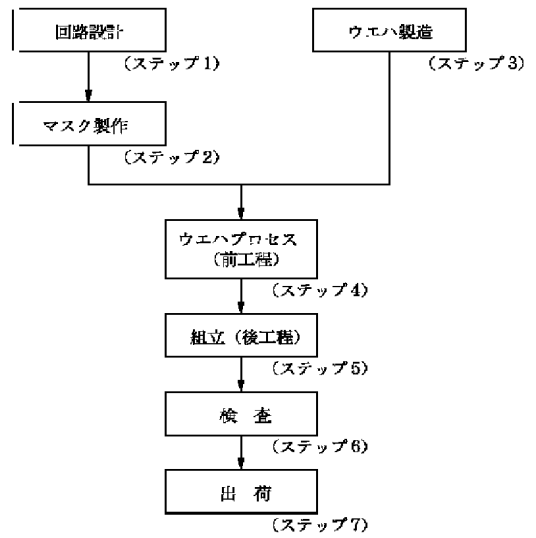 回路設計
(ステップ1)
ウエハ製造
(ステップ3)
マスク製作
(ステップ2)
ウエハプロセス
(前工程)
(ステップ4)
組立(後工程)
(ステップ5)
検 査
(ステップ6)
出 荷
(ステップ7)